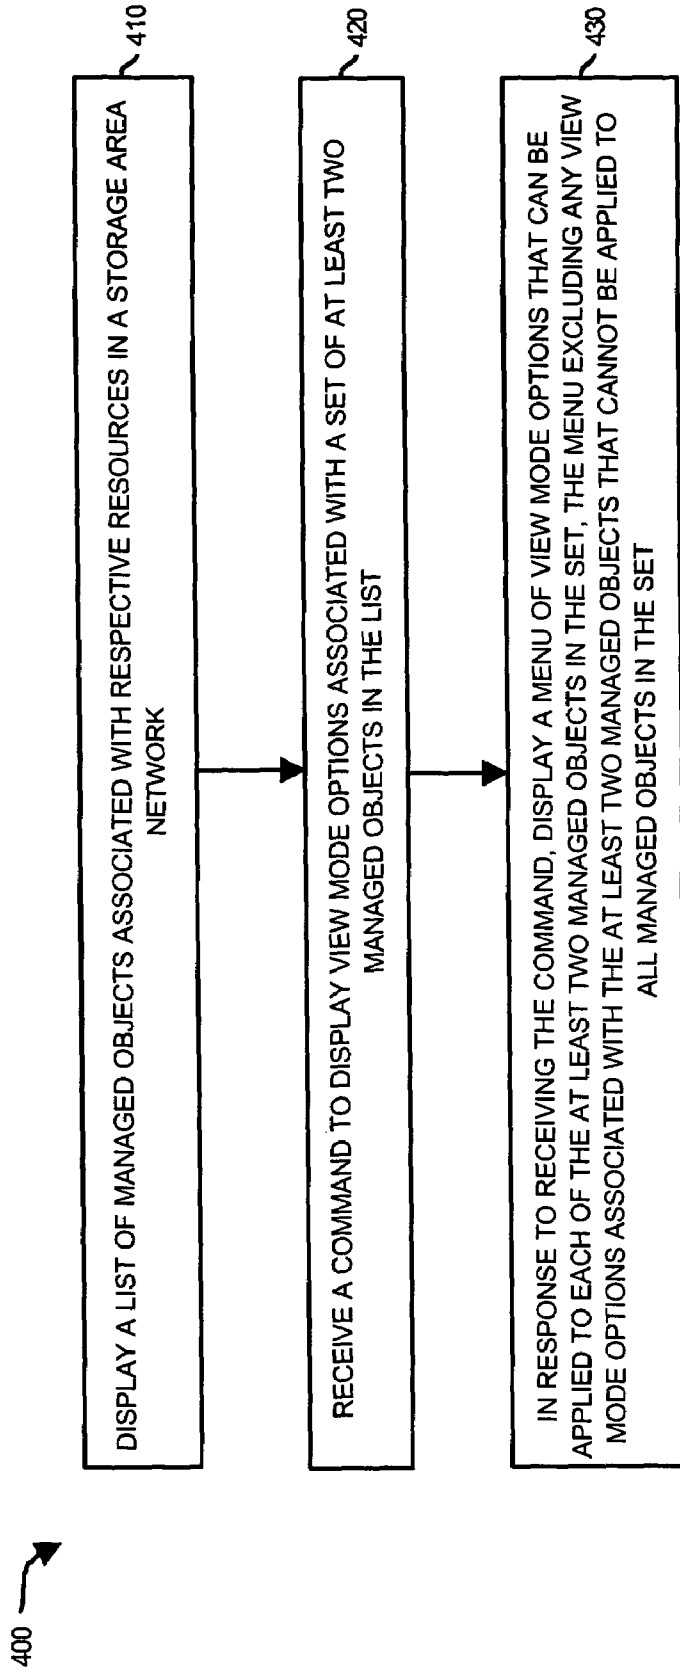 400
410
DISPLAY A LIST OF MANAGED OBJECTS ASSOCIATED WITH RESPECTIVE RESOURCES IN A STORAGE AREA
NETWORK
420
RECEIVE A COMMAND TO DISPLAY VIEW MODE OPTIONS ASSOCIATED WITH A SET OF AT LEAST TWO
MANAGED OBJECTS IN THE LIST
430
IN RESPONSE TO RECEIVING THE COMMAND, DISPLAY A MENU OF VIEW MODE OPTIONS THAT CAN BE
APPLIED TO EACH OF THE AT LEAST TWO MANAGED OBJECTS IN THE SET, THE MENU EXCLUDING ANY VIEW
MODE OPTIONS ASSOCIATED WITH THE AT LEAST TWO MANAGED OBJECTS THAT CANNOT BE APPLIED TO
ALL MANAGED OBJECTS IN THE SET